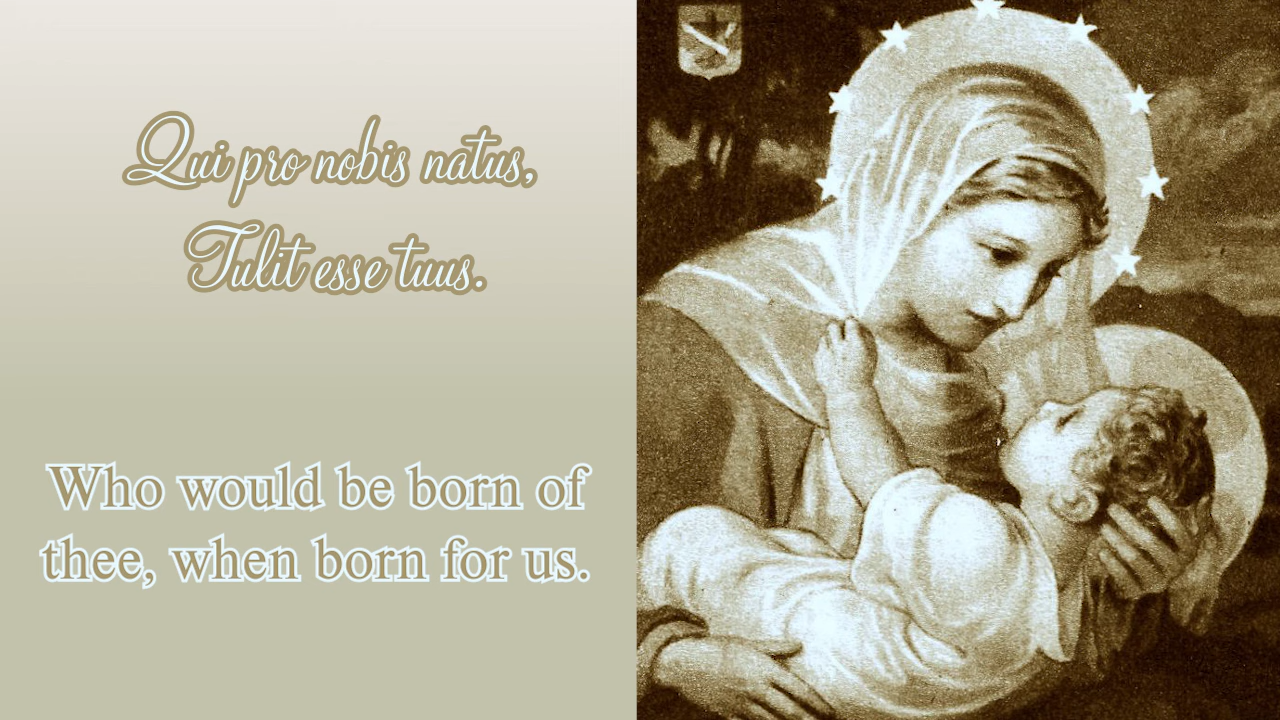 Qui pro nobis natus,
Tulit esse tuus.
Who would be born of
thee, when born for us.